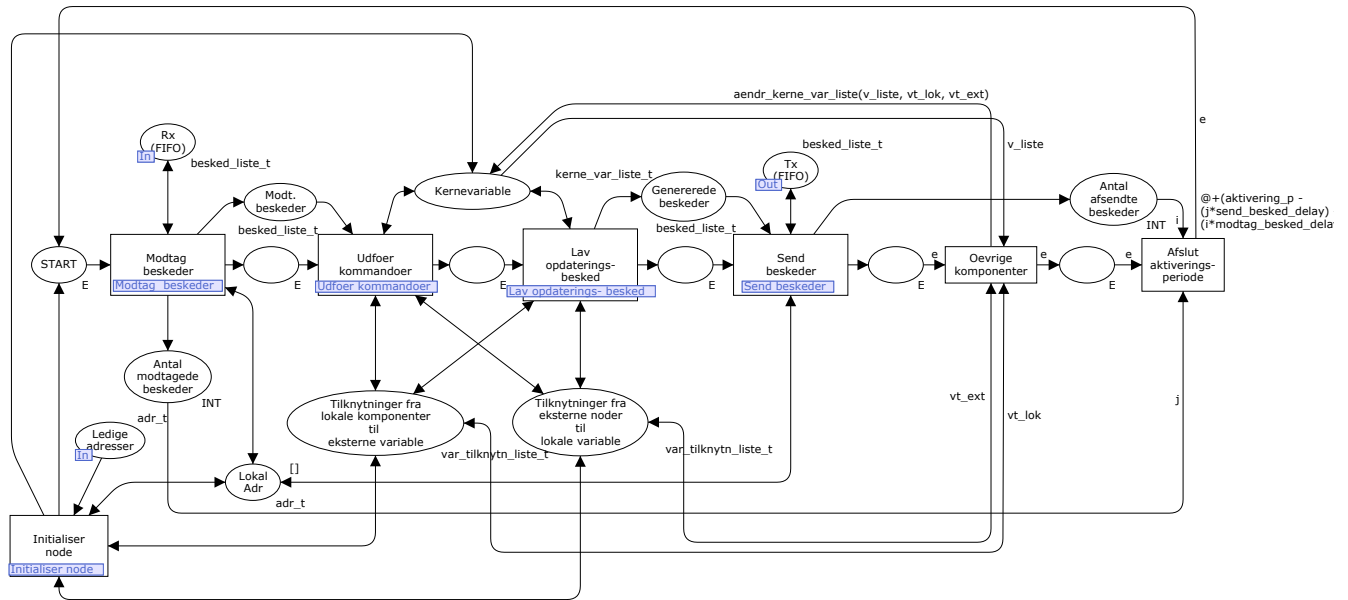 aendr_kerne_var_liste(v_liste, vt_lok, vt_ext)
e
Rx
(FIFO)
In
besked_liste_t
v_liste
besked_liste_t
Tx
(FIFO)
Out
kerne_var_liste_t
Modt.
beskeder
Kernevariable
Genererede
beskeder
Antal
afsendte
beskeder
INT
i
@+(aktivering_p -
(j*send_besked_delay)
(i*modtag_besked_dela
besked_liste_t
besked_liste_t
START
E
Modtag
beskeder
Modtag beskeder
E
Udfoer
kommandoer
Udfoer kommandoer
E
Lav
opdaterings-
besked
Lav opdaterings- besked
E
Send
beskeder
Send beskeder
E
e
Oevrige
komponenter
e
E
e
Afslut
aktiverings-
periode
Antal
modtagede
beskeder
INT
adr_t
Tilknytninger fra
lokale komponenter
til
eksterne variable
var_tilknytn_liste_t
Tilknytninger fra
eksterne noder
til
lokale variable
var_tilknytn_liste_t
vt_ext
vt_lok
j
Ledige
adresser
In
Lokal
Adr
[]
adr_t
Initialiser
node
Initialiser node